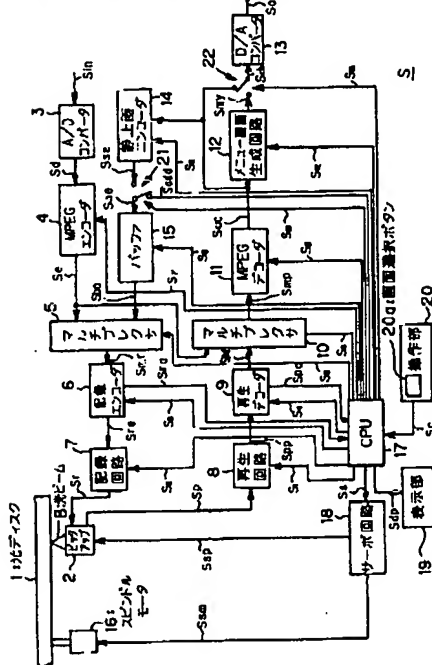 1:光ディスク
B:光ビーム
16:スピンドルモータ
2
ピックアップ
7
記録回路
6
記録エンコーダ
5
マルチプレクサ
4
MPEGエンコーダ
3
A/Dコンバータ
Sin
Sd
Se
Sr
Sre
Sp
Ssp
Ssm
8
再生回路
9
再生デコーダ
10
マルチプレクサ
11
MPEGデコーダ
12
メニュー画面生成回路
13
D/Aコンバータ
14
静止画エンコーダ
15
バッファ
21
22
Spp
Smp
17
CPU
18
サーボ回路
19
表示部
Sdp
20
操作部
20a:画面選択ボタン
S